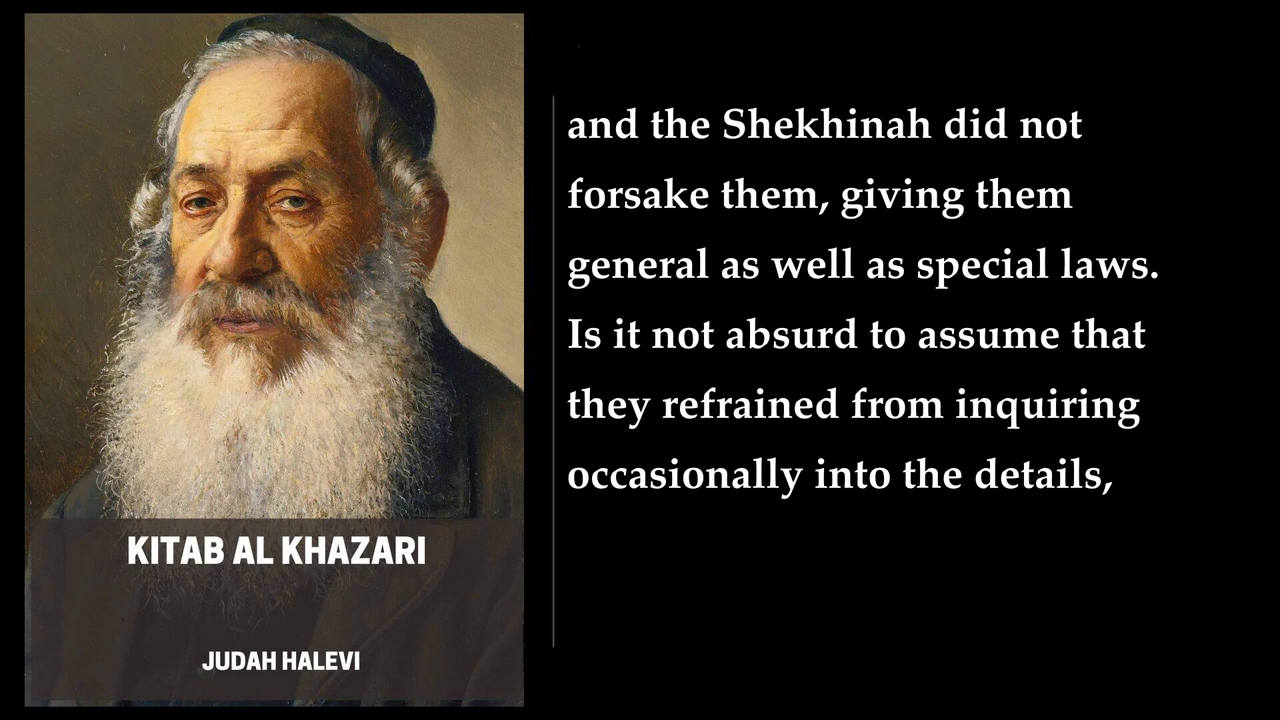 KITAB AL KHAZARI
JUDAH HALEVI
and the Shekhinah did not
forsake them, giving them
general as well as special laws.
Is it not absurd to assume that
they refrained from inquiring
occasionally into the details,